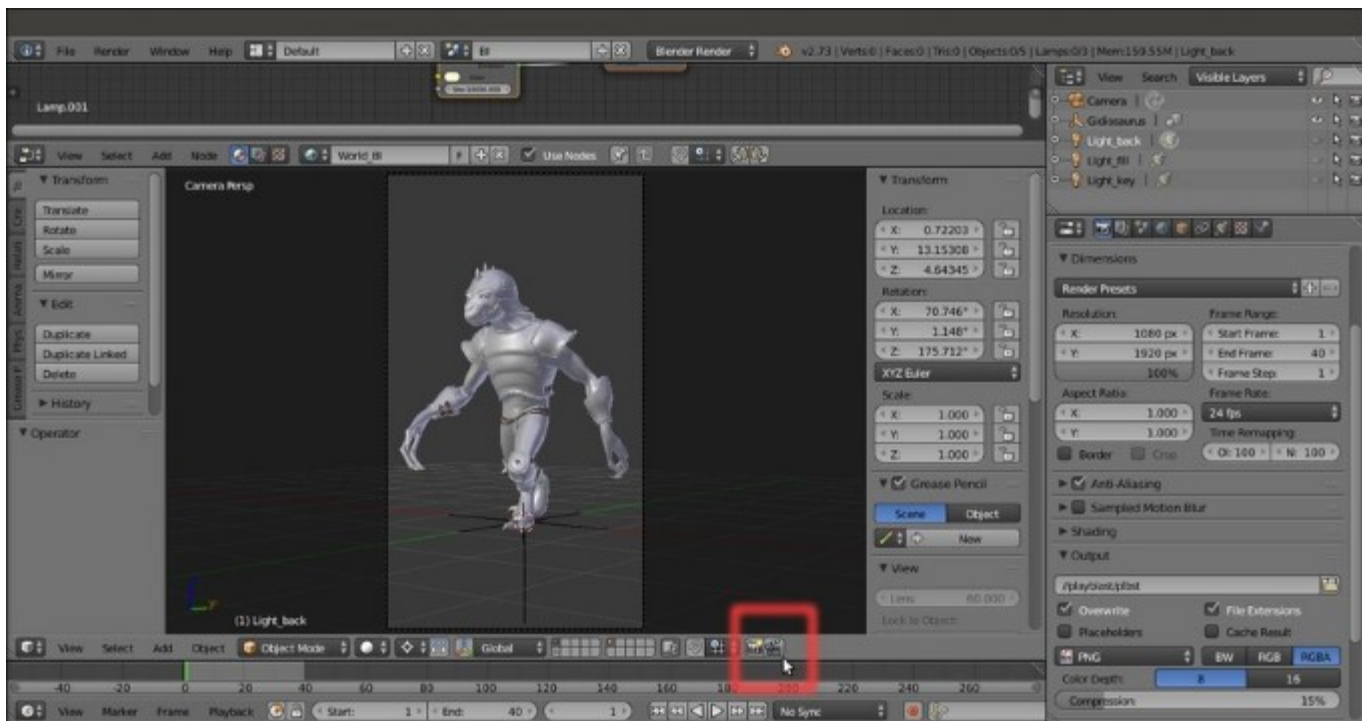 File Render Window Help Default BI Blender Render v2.73 | Verts:0 | Faces:0 | Tris:0 | Objects:0/5 | Lamps:0/3 | Mem:159.55M | Light_back
Lamp.001
View Select Add Node World_BI F Use Nodes
Transform
Translate
Rotate
Scale
Mirror
Edit
Duplicate
Duplicate Linked
Delete
History
Operator
Camera Persp
(1) Light_back
Transform
Location:
X: 0.72203
Y: 13.15308
Z: 4.64345
Rotation:
X: 70.746°
Y: 1.148°
Z: 175.712°
XYZ Euler
Scale:
X: 1.000
Y: 1.000
Z: 1.000
Grease Pencil
Scene Object
New
View
Lens: 60.000
Lock to Object:
View Search Visible Layers
Camera
Gidiosaurus
Light_back
Light_fill
Light_key
Dimensions
Render Presets
Resolution: Frame Range:
X: 1080 px Start Frame: 1
Y: 1920 px End Frame: 40
100% Frame Step: 1
Aspect Ratio: Frame Rate:
X: 1.000 24 fps
Y: 1.000 Time Remapping:
Border Crop Ol: 100 N: 100
Anti-Aliasing
Sampled Motion Blur
Shading
Output
//playblast/plbst
Overwrite File Extensions
Placeholders Cache Result
PNG BW RGB RGBA
Color Depth: 8 16
Compression: 15%
View Select Add Object Object Mode Global
-40 -20 0 20 40 60 80 100 120 140 160 180 200 220 240 260
View Marker Frame Playback Start: 1 End: 40 1 No Sync